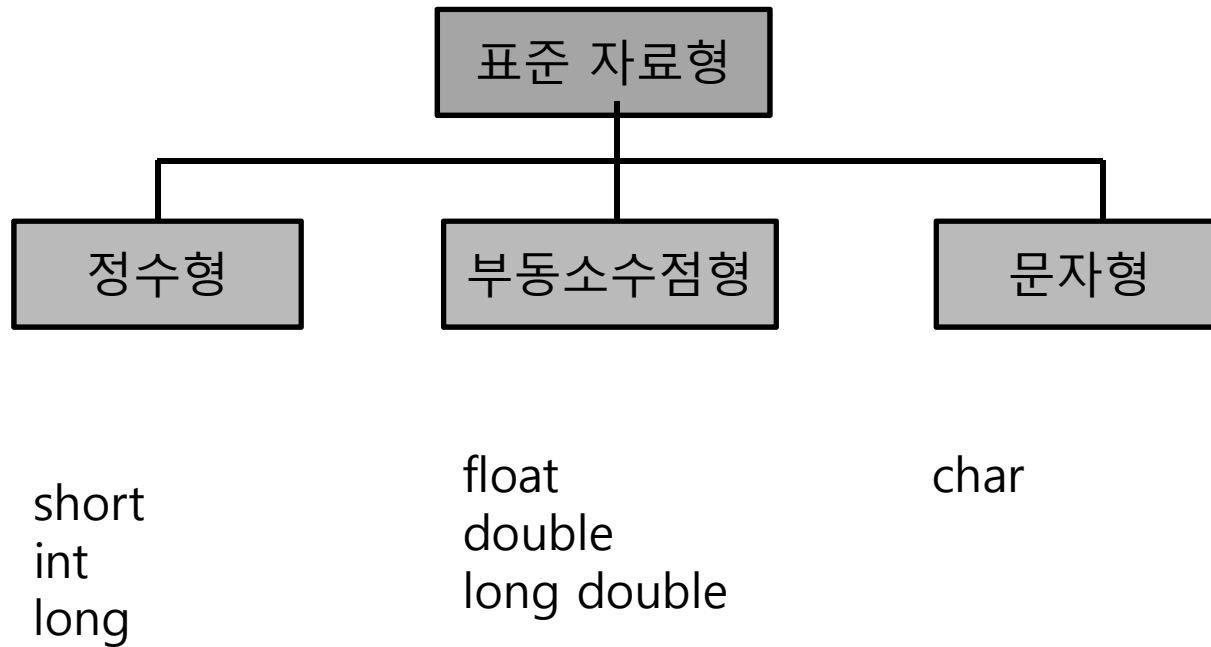 표준 자료형
정수형
부동소수점형
문자형
short
int
long
float
double
long double
char